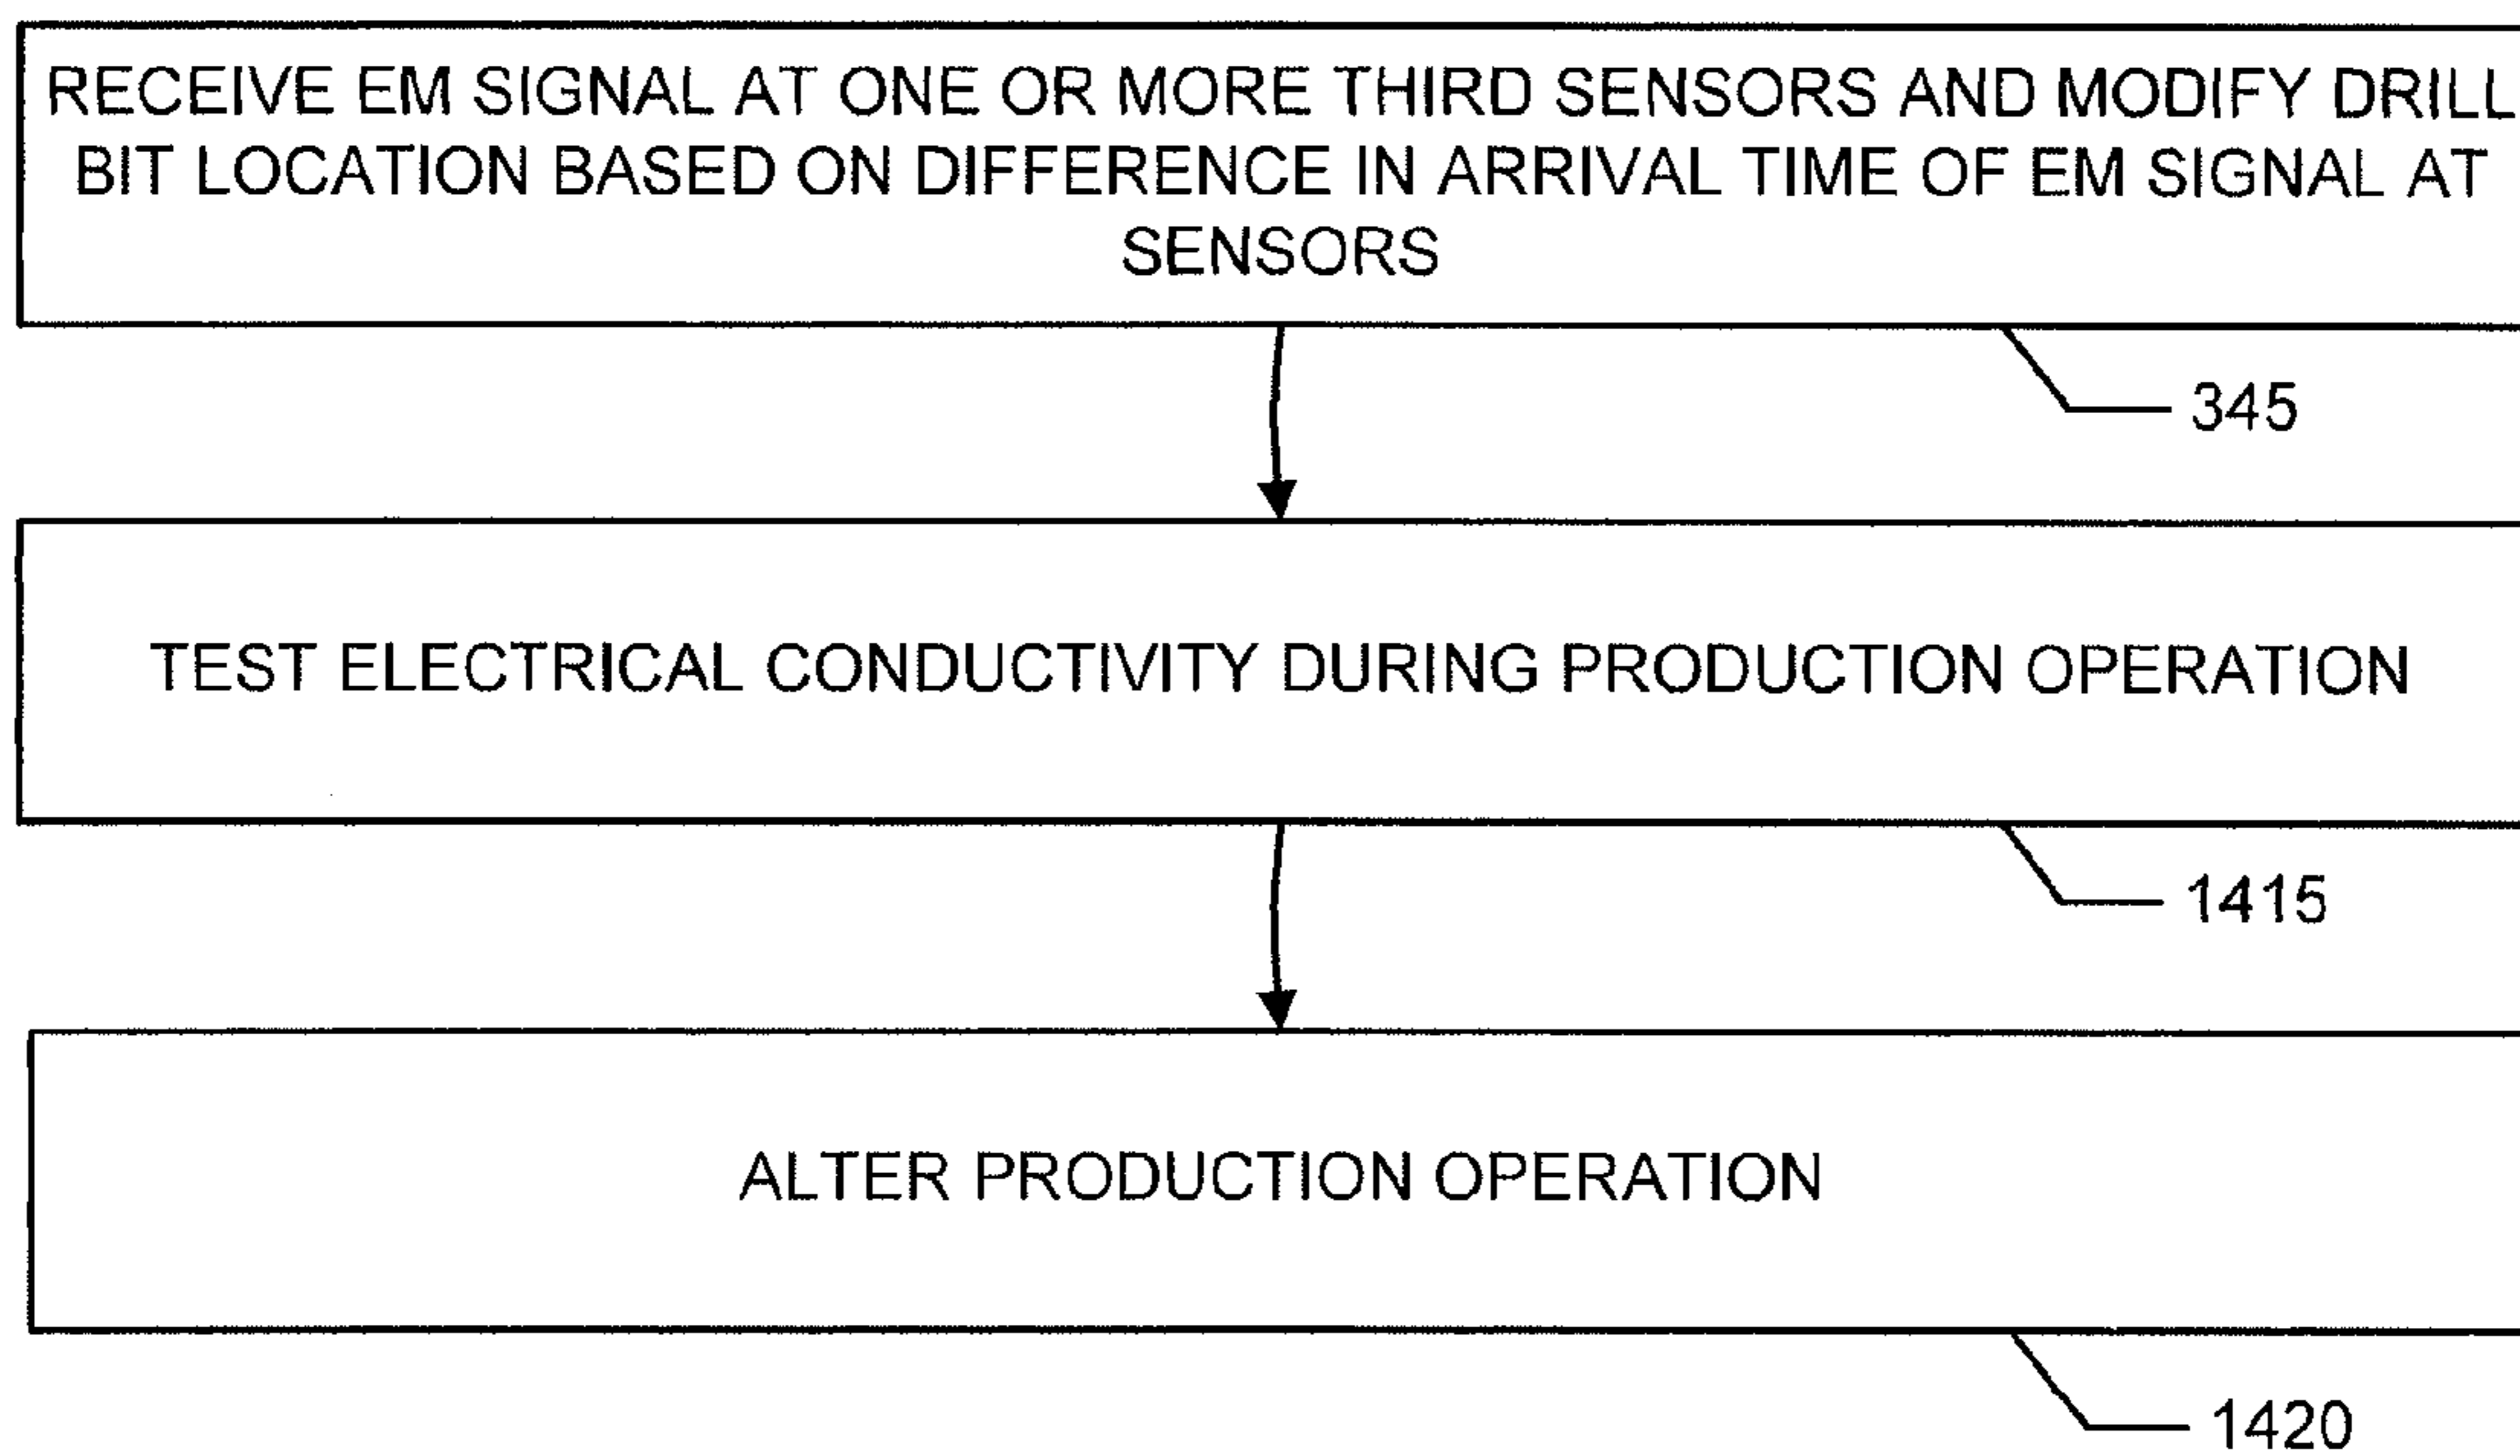 RECEIVE EM SIGNAL AT ONE OR MORE THIRD SENSORS AND MODIFY DRILL
BIT LOCATION BASED ON DIFFERENCE IN ARRIVAL TIME OF EM SIGNAL AT
SENSORS
345
TEST ELECTRICAL CONDUCTIVITY DURING PRODUCTION OPERATION
1415
ALTER PRODUCTION OPERATION
1420